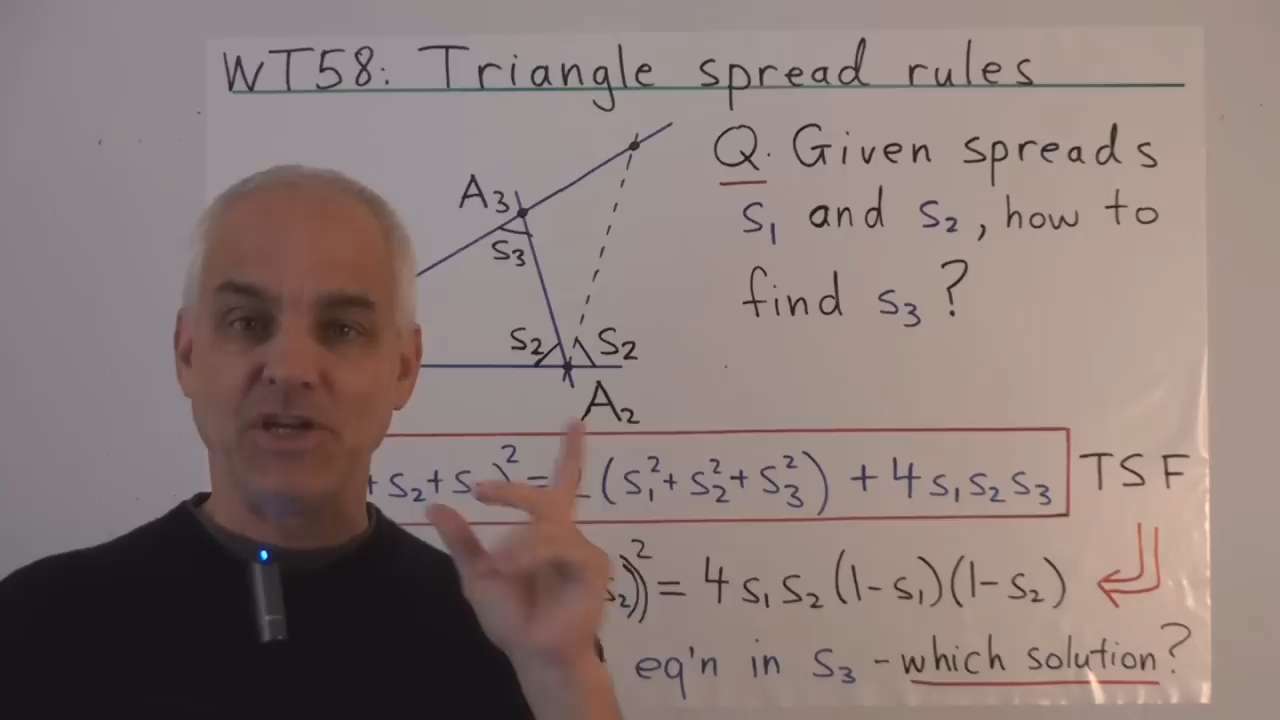 WT58: Triangle spread rules
Q. Given spreads
s₁ and s₂, how to
find s₃?
A₃
s₃
s₂ s₂
A₂
+ s₂ + s )² = (s₁² + s₂² + s₃²) + 4 s₁ s₂ s₃ TSF
s₂))² = 4 s₁ s₂ (1-s₁)(1-s₂)
eq'n in s₃ - which solution?